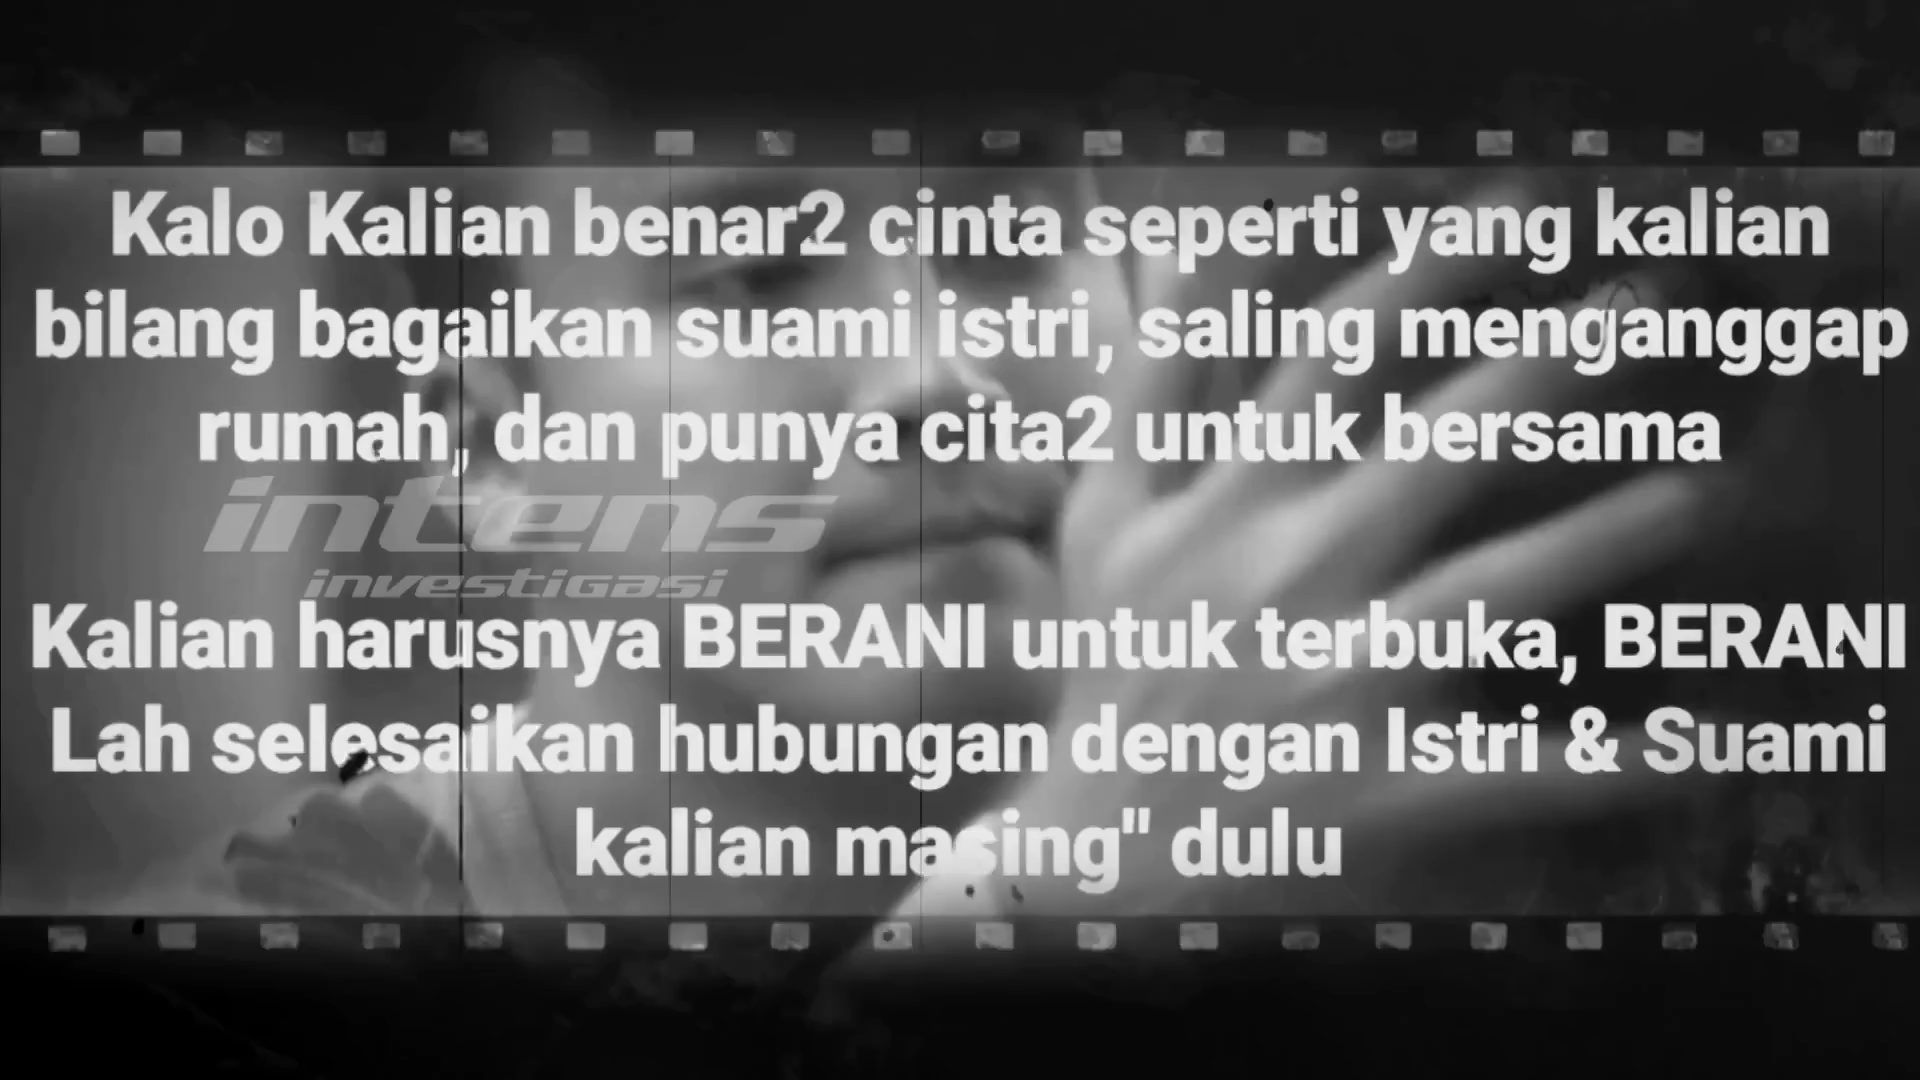 Kalo Kalian benar2 cinta seperti yang kalian
bilang bagaikan suami istri, saling menganggap
rumah, dan punya cita2 untuk bersama
intens
investigasi
Kalian harusnya BERANI untuk terbuka, BERANI
Lah selesaikan hubungan dengan Istri & Suami
kalian masing" dulu